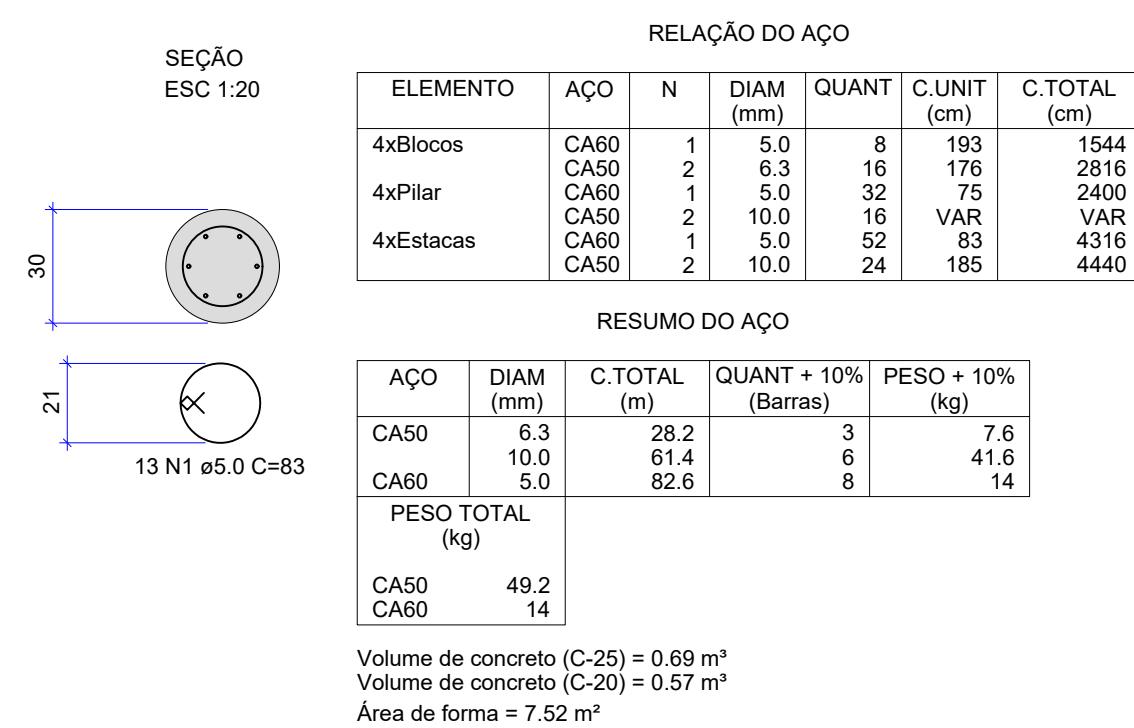 SEÇÃO
ESC 1:20
30
21
13 N1 ø5.0 C=83
RELAÇÃO DO AÇO
ELEMENTO AÇO N DIAM (mm) QUANT C.UNIT (cm) C.TOTAL (cm)
4xBlocos CA60 1 5.0 8 193 1544
CA50 2 6.3 16 176 2816
4xPilar CA60 1 5.0 32 75 2400
CA50 2 10.0 16 VAR VAR
4xEstacas CA60 1 5.0 52 83 4316
CA50 2 10.0 24 185 4440
RESUMO DO AÇO
AÇO DIAM (mm) C.TOTAL (m) QUANT + 10% (Barras) PESO + 10% (kg)
CA50 6.3 28.2 3 7.6
10.0 61.4 6 41.6
CA60 5.0 82.6 8 14
PESO TOTAL
(kg)
CA50 49.2
CA60 14
Volume de concreto (C-25) = 0.69 m³
Volume de concreto (C-20) = 0.57 m³
Área de forma = 7.52 m²